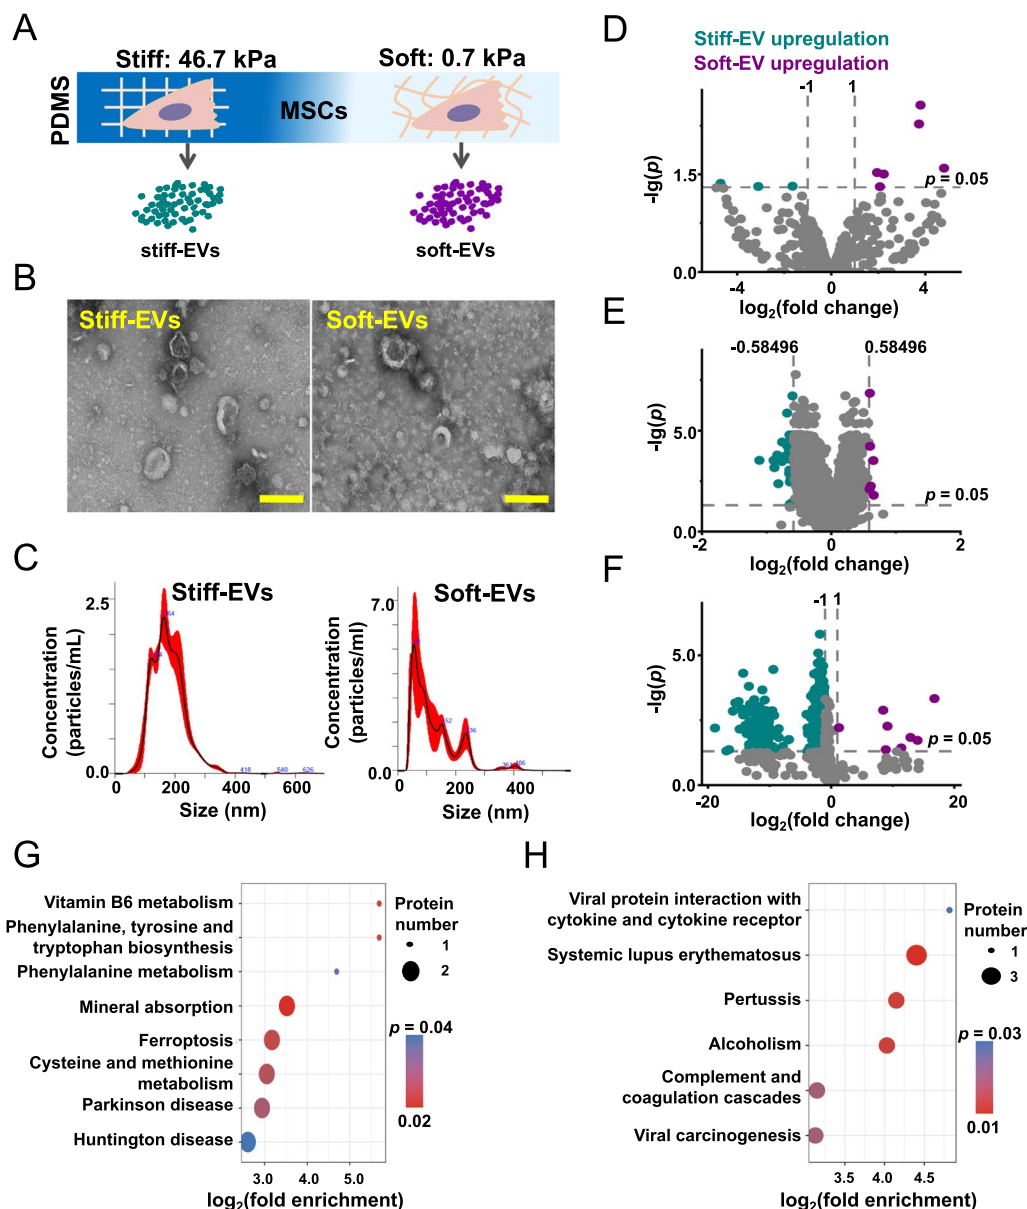 A
Stiff: 46.7 kPa
Soft: 0.7 kPa
PDMS
MSCs
stiff-EVs
soft-EVs
B
Stiff-EVs
Soft-EVs
C
Stiff-EVs
Concentration
(particles/mL)
2.5
0.0
164
418
540
626
0
200
400
600
Size (nm)
Soft-EVs
Concentration
(particles/ml)
7.0
0.0
0
200
400
Size (nm)
D
Stiff-EV upregulation
Soft-EV upregulation
-1
1
-lg(p)
1.5
0.0
p = 0.05
-4
0
4
log2(fold change)
E
-0.58496
0.58496
-lg(p)
5.0
0.0
p = 0.05
-2
0
2
log2(fold change)
F
-1
1
-lg(p)
5.0
0.0
p = 0.05
-20
0
20
log2(fold change)
G
Vitamin B6 metabolism
Phenylalanine, tyrosine and
tryptophan biosynthesis
Phenylalanine metabolism
Mineral absorption
Ferroptosis
Cysteine and methionine
metabolism
Parkinson disease
Huntington disease
3.0
4.0
5.0
log2(fold enrichment)
Protein
number
1
2
p = 0.04
0.02
H
Viral protein interaction with
cytokine and cytokine receptor
Systemic lupus erythematosus
Pertussis
Alcoholism
Complement and
coagulation cascades
Viral carcinogenesis
3.5
4.0
4.5
log2(fold enrichment)
Protein
number
1
3
p = 0.03
0.01